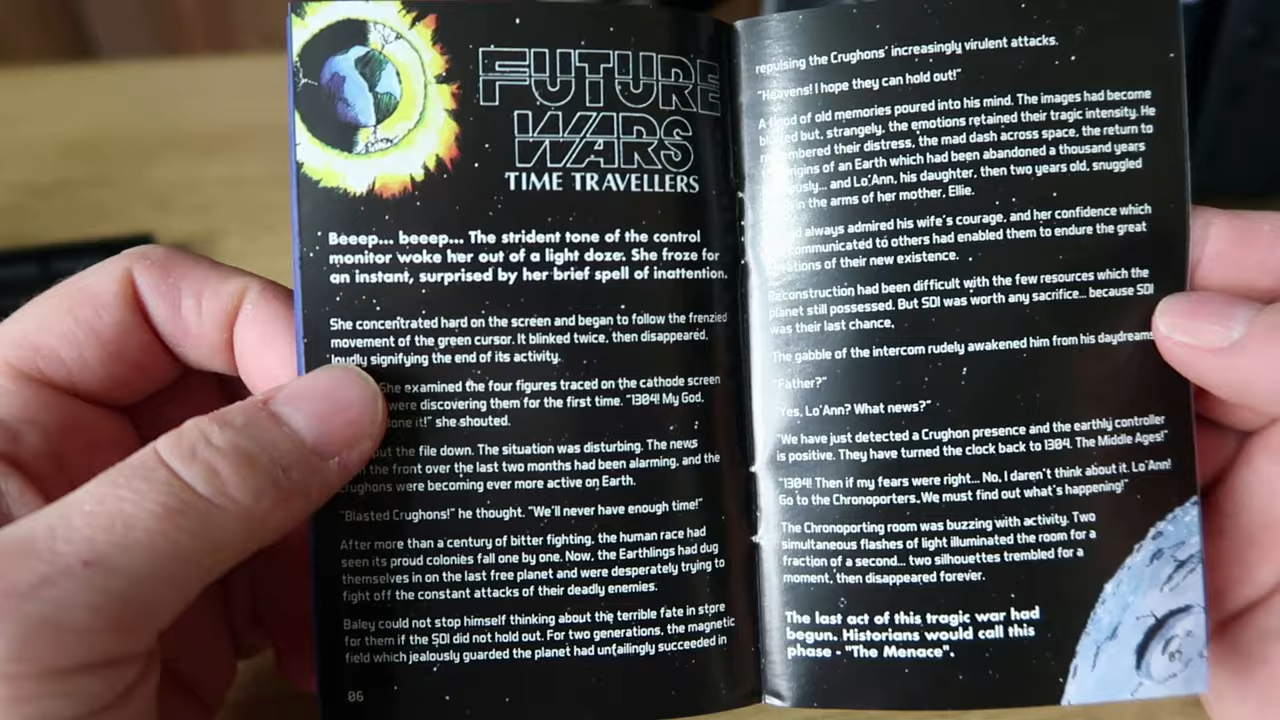 FUTURE
WARS
TIME TRAVELLERS
Beeep... beeep... The strident tone of the control
monitor woke her out of a light doze. She froze for
an instant, surprised by her brief spell of inattention.
She concentrated hard on the screen and began to follow the frenzied
movement of the green cursor. It blinked twice, then disappeared,
loudly signifying the end of its activity.
She examined the four figures traced on the cathode screen
were discovering them for the first time. "1304! My God,
it!" she shouted.
the file down. The situation was disturbing. The news
the front over the last two months had been alarming, and the
Crughons were becoming ever more active on Earth.
"Blasted Crughons!" he thought. "We'll never have enough time!"
After more than a century of bitter fighting, the human race had
seen its proud colonies fall one by one. Now, the Earthlings had dug
themselves in on the last free planet and were desperately trying to
fight off the constant attacks of their deadly enemies.
Baley could not stop himself thinking about the terrible fate in store
for them if the SDI did not hold out. For two generations, the magnetic
field which jealously guarded the planet had unfailingly succeeded in
06
repulsing the Crughons' increasingly virulent attacks.
"Heavens! I hope they can hold out!"
A of old memories poured into his mind. The images had become
but, strangely, the emotions retained their tragic intensity. He
their distress, the mad dash across space, the return to
of an Earth which had been abandoned a thousand years
and Lo'Ann, his daughter, then two years old, snuggled
in the arms of her mother, Ellie.
always admired his wife's courage, and her confidence which
communicated to others had enabled them to endure the great
of their new existence.
Reconstruction had been difficult with the few resources which the
planet still possessed. But SDI was worth any sacrifice... because SDI
was their last chance.
The gabble of the intercom rudely awakened him from his daydreams
"Father?"
"Yes, Lo'Ann? What news?"
"We have just detected a Crughon presence and the earthly controller
is positive. They have turned the clock back to 1304. The Middle Ages!"
"1304! Then if my fears were right... No, I daren't think about it. Lo'Ann!
Go to the Chronoporters. We must find out what's happening!"
The Chronoporting room was buzzing with activity. Two
simultaneous flashes of light illuminated the room for a
fraction of a second... two silhouettes trembled for a
moment, then disappeared forever.
The last act of this tragic war had
begun. Historians would call this
phase - "The Menace".